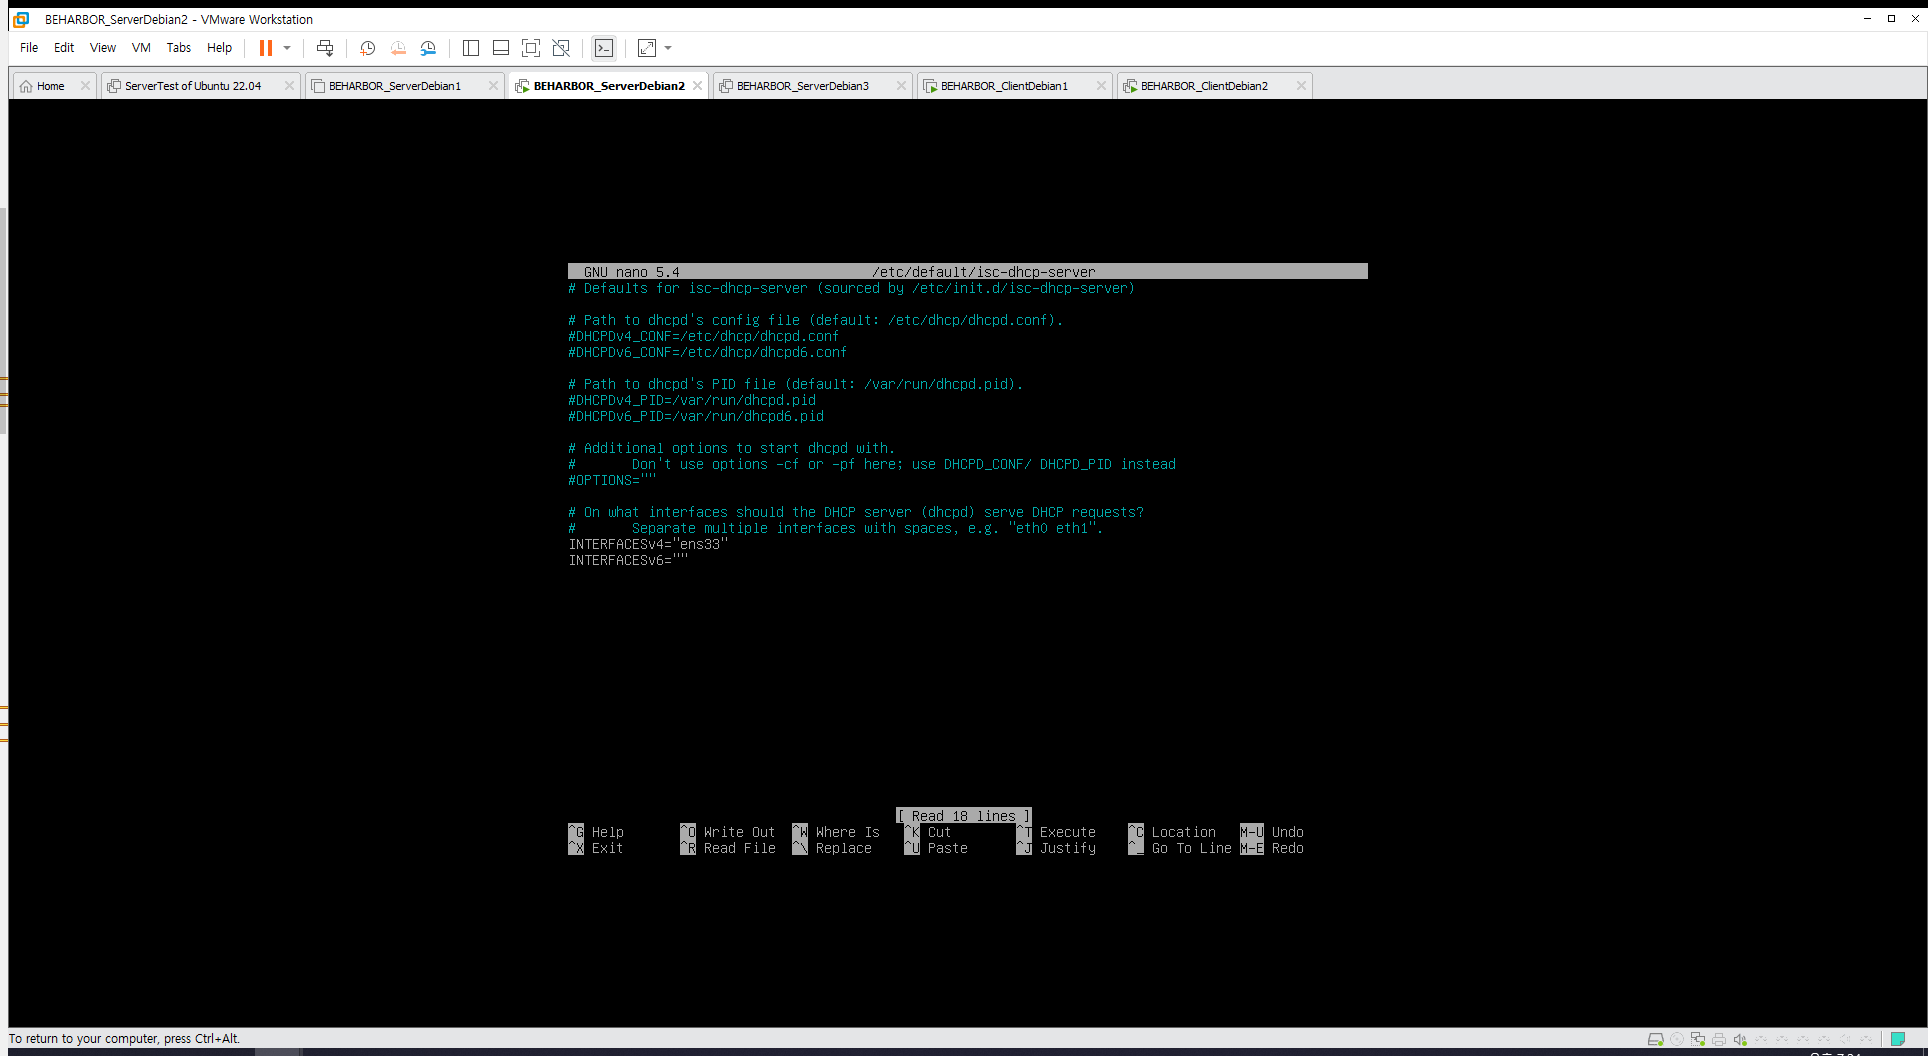 BEHARBOR_ServerDebian2 - VMware Workstation
File Edit View VM Tabs Help
Home ServerTest of Ubuntu 22.04 BEHARBOR_ServerDebian1 BEHARBOR_ServerDebian2 BEHARBOR_ServerDebian3 BEHARBOR_ClientDebian1 BEHARBOR_ClientDebian2
GNU nano 5.4 /etc/default/isc-dhcp-server
# Defaults for isc-dhcp-server (sourced by /etc/init.d/isc-dhcp-server)
# Path to dhcpd's config file (default: /etc/dhcp/dhcpd.conf).
#DHCPDv4_CONF=/etc/dhcp/dhcpd.conf
#DHCPDv6_CONF=/etc/dhcp/dhcpd6.conf
# Path to dhcpd's PID file (default: /var/run/dhcpd.pid).
#DHCPDv4_PID=/var/run/dhcpd.pid
#DHCPDv6_PID=/var/run/dhcpd6.pid
# Additional options to start dhcpd with.
# Don't use options -cf or -pf here; use DHCPD_CONF/ DHCPD_PID instead
#OPTIONS=""
# On what interfaces should the DHCP server (dhcpd) serve DHCP requests?
# Separate multiple interfaces with spaces, e.g. "eth0 eth1".
INTERFACESv4="ens33"
INTERFACESv6=""
[ Read 18 lines ]
^G Help ^O Write Out ^W Where Is ^K Cut ^T Execute ^C Location M-U Undo
^X Exit ^R Read File ^\ Replace ^U Paste ^J Justify ^_ Go To Line M-E Redo
To return to your computer, press Ctrl+Alt.